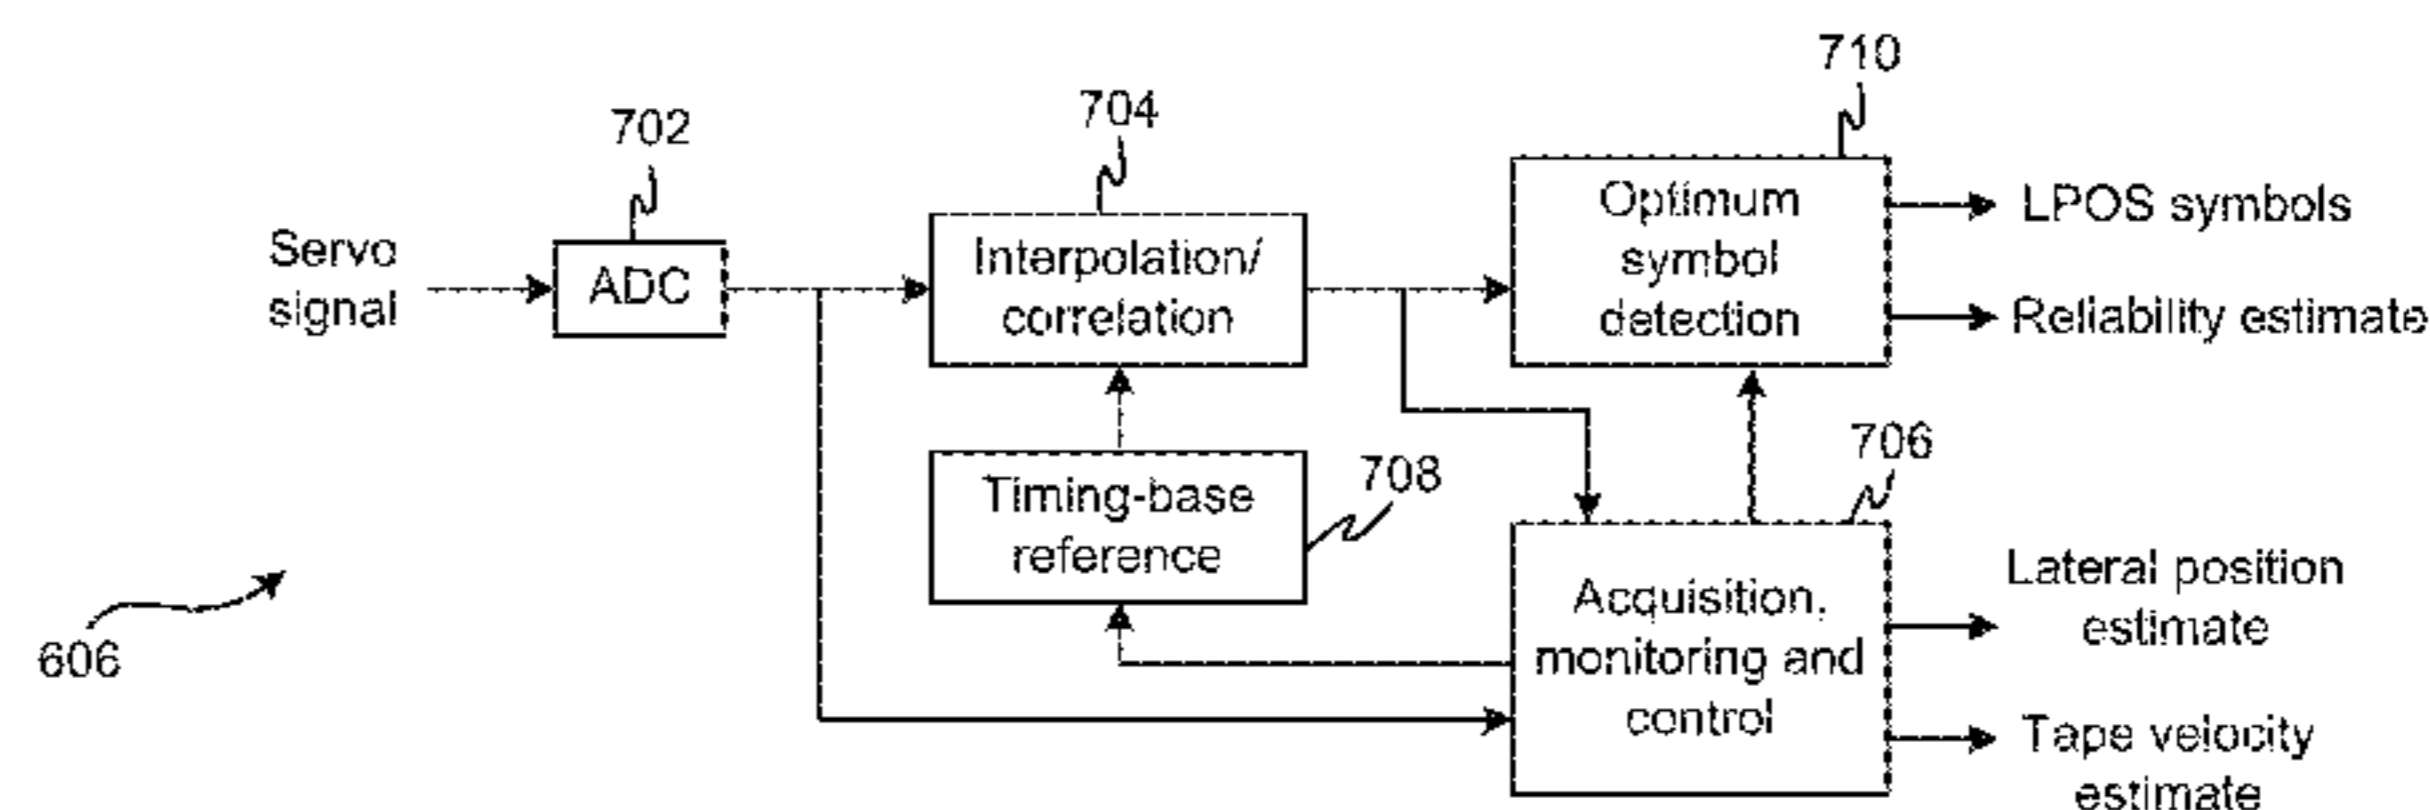 710
704
702
Servo
signal
ADC
Interpolation/
correlation
Optimum
symbol
detection
LPOS symbols
Reliability estimate
706
708
Timing-base
reference
606
Acquisition,
monitoring and
control
Lateral position
estimate
Tape velocity
estimate